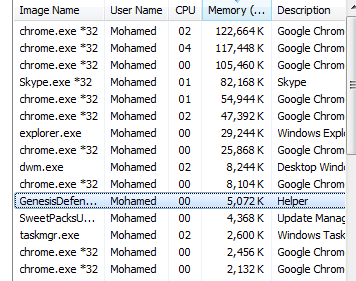 Image Name User Name CPU Memory (... Description
chrome.exe *32 Mohamed 02 122,664 K Google Chrom
chrome.exe *32 Mohamed 04 117,448 K Google Chrom
chrome.exe *32 Mohamed 00 105,460 K Google Chrom
Skype.exe *32 Mohamed 01 82,168 K Skype
chrome.exe *32 Mohamed 01 54,944 K Google Chrom
chrome.exe *32 Mohamed 02 47,392 K Google Chrom
explorer.exe Mohamed 00 29,244 K Windows Explo
chrome.exe *32 Mohamed 00 25,868 K Google Chrom
dwm.exe Mohamed 02 8,244 K Desktop Windo
chrome.exe *32 Mohamed 00 8,104 K Google Chrom
GenesisDefen... Mohamed 00 5,072 K Helper
SweetPacksU... Mohamed 00 4,368 K Update Manag
taskmgr.exe Mohamed 02 2,600 K Windows Task
chrome.exe *32 Mohamed 00 2,456 K Google Chrom
chrome.exe *32 Mohamed 00 2,132 K Google Chrom